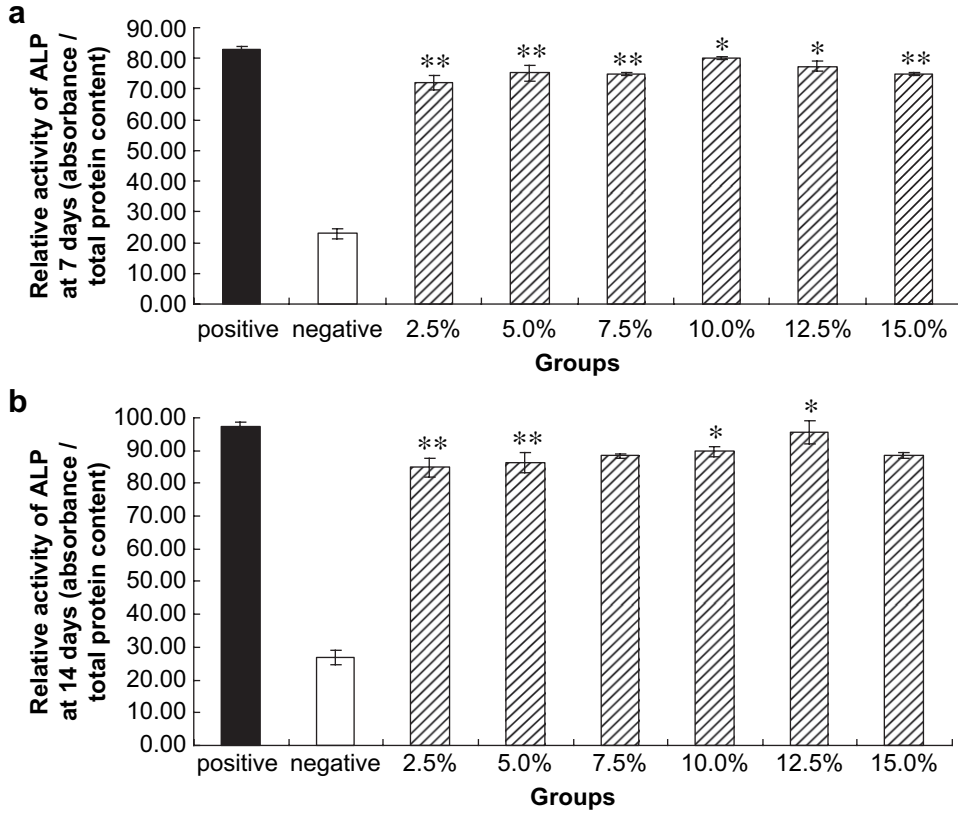 a
Relative activity of ALP
at 7 days (absorbance /
total protein content)
90.00
80.00
70.00
60.00
50.00
40.00
30.00
20.00
10.00
0.00
** ** ** * * **
positive negative 2.5% 5.0% 7.5% 10.0% 12.5% 15.0%
Groups
b
Relative activity of ALP
at 14 days (absorbance /
total protein content)
100.00
90.00
80.00
70.00
60.00
50.00
40.00
30.00
20.00
10.00
0.00
** ** * *
positive negative 2.5% 5.0% 7.5% 10.0% 12.5% 15.0%
Groups